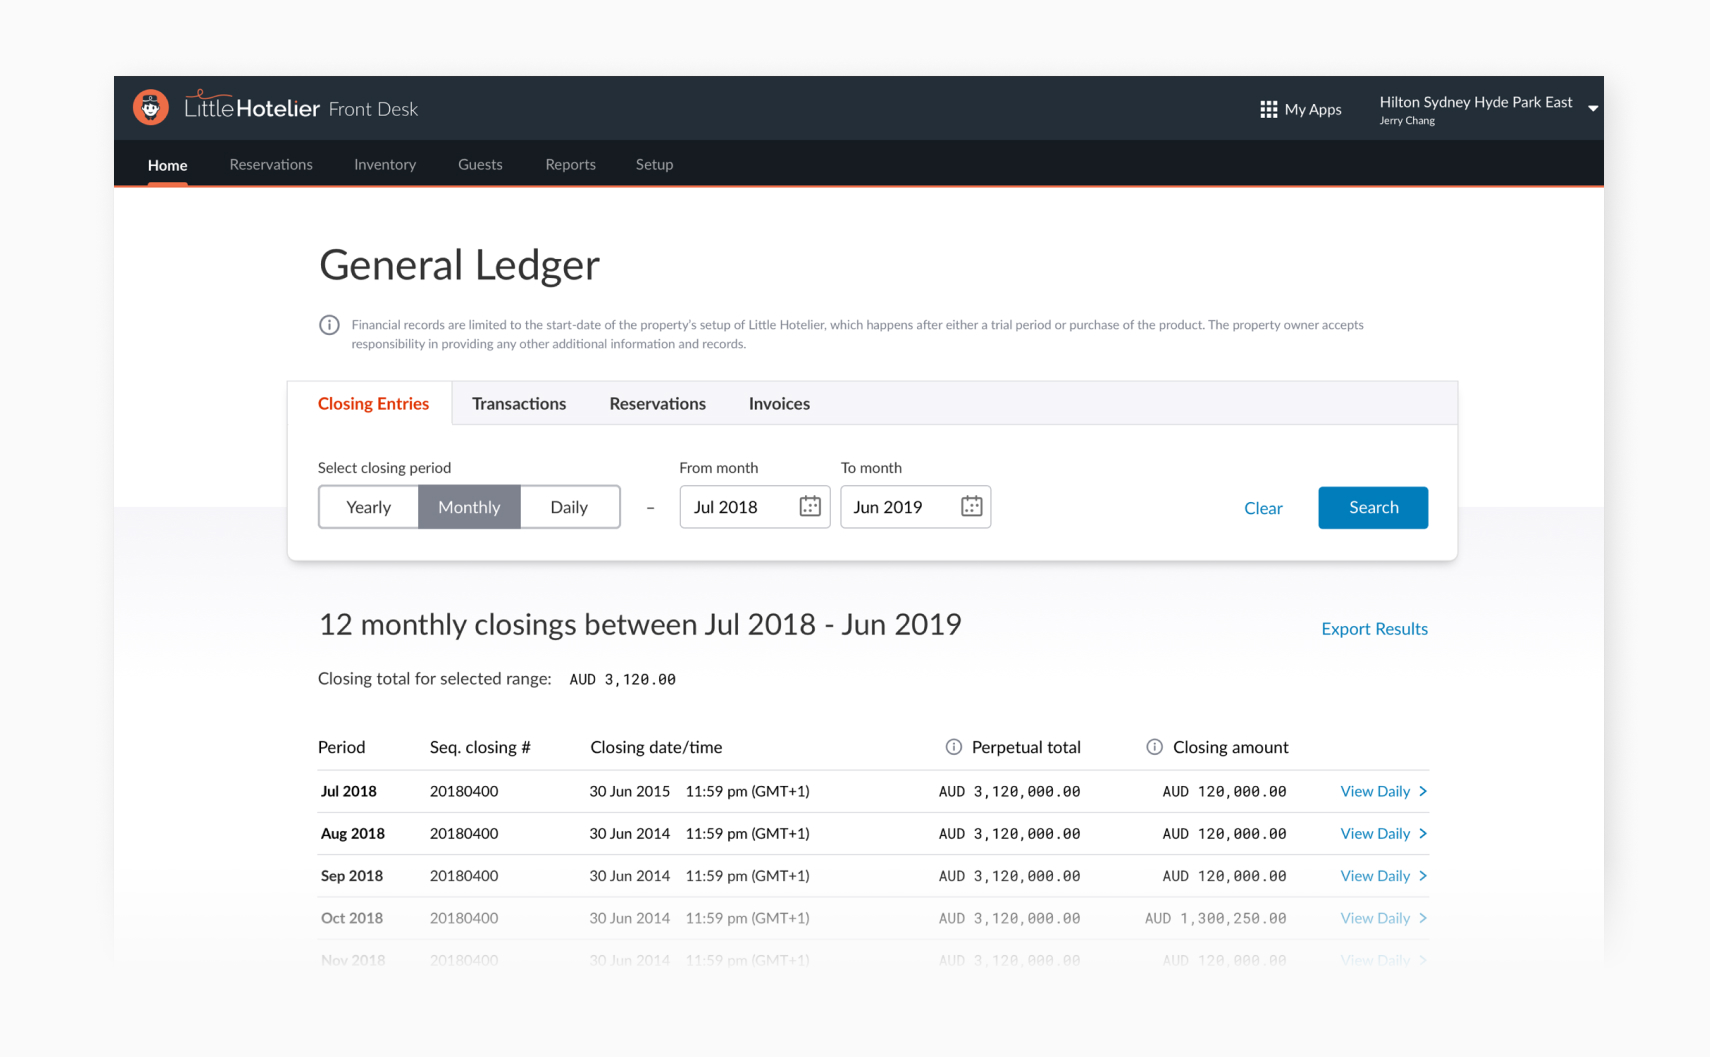 LittleHotelier Front Desk
My Apps
Hilton Sydney Hyde Park East
Jerry Chang
Home Reservations Inventory Guests Reports Setup
General Ledger
Financial records are limited to the start-date of the property's setup of Little Hotelier, which happens after either a trial period or purchase of the product. The property owner accepts
responsibility in providing any other additional information and records.
Closing Entries Transactions Reservations Invoices
Select closing period From month To month
Yearly Monthly Daily – Jul 2018 Jun 2019 Clear Search
12 monthly closings between Jul 2018 - Jun 2019
Export Results
Closing total for selected range: AUD 3,120.00
Period Seq. closing # Closing date/time Perpetual total Closing amount
Jul 2018 20180400 30 Jun 2015 11:59 pm (GMT+1) AUD 3,120,000.00 AUD 120,000.00 View Daily
Aug 2018 20180400 30 Jun 2014 11:59 pm (GMT+1) AUD 3,120,000.00 AUD 120,000.00 View Daily
Sep 2018 20180400 30 Jun 2014 11:59 pm (GMT+1) AUD 3,120,000.00 AUD 120,000.00 View Daily
Oct 2018 20180400 30 Jun 2014 11:59 pm (GMT+1) AUD 3,120,000.00 AUD 1,300,250.00 View Daily
Nov 2018 20180400 30 Jun 2014 11:59 pm (GMT+1) AUD 3,120,000.00 AUD 120,000.00 View Daily